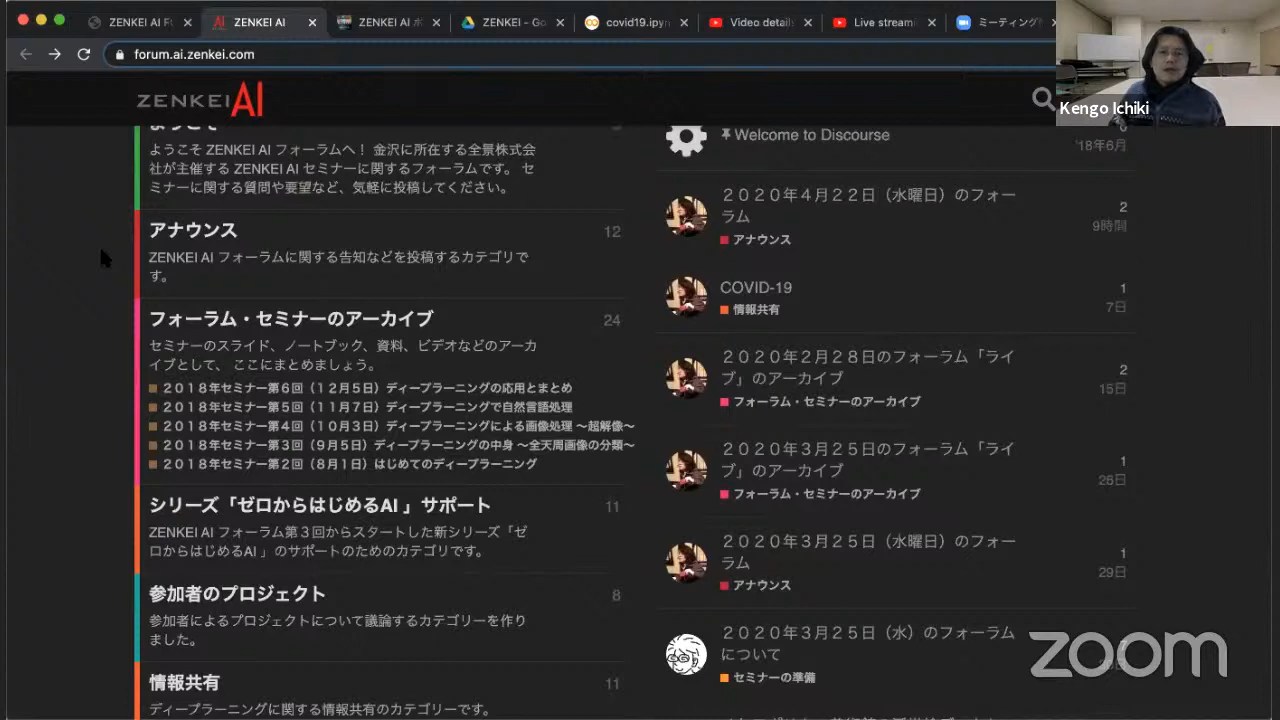 ZENKEI AI F
ZENKEI AI
ZENKEI AI ポ
ZENKEI - Go
covid19.ipyn
Video details
Live stream
ミーティング
forum.ai.zenkei.com
Kengo Ichiki
ZENKEI AI
ようこそ
ようこそ ZENKEI AI フォーラムへ！ 金沢に所在する全景株式会
社が主催する ZENKEI AI セミナーに関するフォーラムです。 セ
ミナーに関する質問や要望など、気軽に投稿してください。
アナウンス
12
ZENKEI AI フォーラムに関する告知などを投稿するカテゴリで
す。
フォーラム・セミナーのアーカイブ
24
セミナーのスライド、ノートブック、資料、ビデオなどのアーカ
イブとして、 ここにまとめましょう。
２０１８年セミナー第６回（１２月５日）ディープラーニングの応用とまとめ
２０１８年セミナー第５回（１１月７日）ディープラーニングで自然言語処理
２０１８年セミナー第４回（１０月３日）ディープラーニングによる画像処理 〜超解像〜
２０１８年セミナー第３回（９月５日）ディープラーニングの中身 〜全天周画像の分類〜
２０１８年セミナー第２回（８月１日）はじめてのディープラーニング
シリーズ「ゼロからはじめるAI 」サポート
11
ZENKEI AI フォーラム第３回からスタートした新シリーズ「ゼ
ロからはじめるAI 」のサポートのためのカテゴリです。
参加者のプロジェクト
8
参加者によるプロジェクトについて議論するカテゴリーを作り
ました。
情報共有
11
ディープラーニングに関する情報共有のカテゴリーです。
Welcome to Discourse
'18年6月
２０２０年４月２２日（水曜日）のフォー
ラム
2
アナウンス
9時間
COVID-19
1
情報共有
7日
２０２０年２月２８日のフォーラム「ライ
ブ」のアーカイブ
2
フォーラム・セミナーのアーカイブ
15日
２０２０年３月２５日のフォーラム「ライ
ブ」のアーカイブ
1
フォーラム・セミナーのアーカイブ
26日
２０２０年３月２５日（水曜日）のフォー
ラム
1
アナウンス
29日
２０２０年３月２５日（水）のフォーラム
について
セミナーの準備
zoom